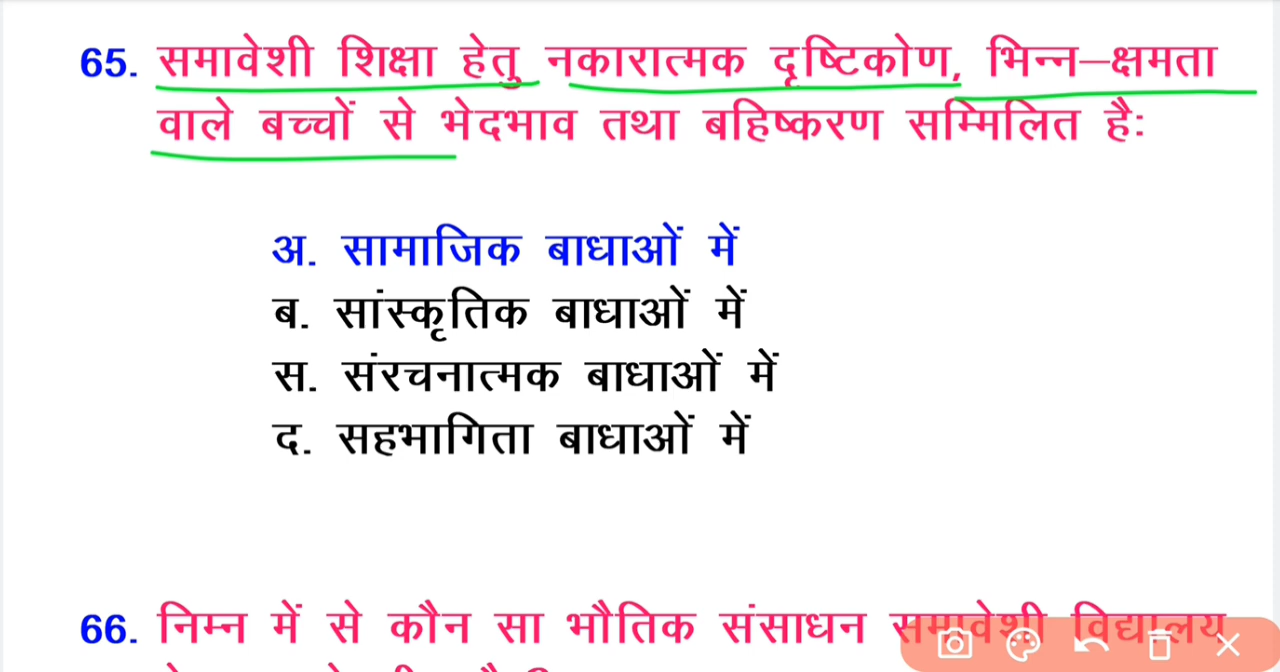 65. समावेशी शिक्षा हेतु नकारात्मक दृष्टिकोण, भिन्न–क्षमता
वाले बच्चों से भेदभाव तथा बहिष्करण सम्मिलित है:
अ. सामाजिक बाधाओं में
ब. सांस्कृतिक बाधाओं में
स. संरचनात्मक बाधाओं में
द. सहभागिता बाधाओं में
66. निम्न में से कौन सा भौतिक संसाधन समावेशी विद्यालय